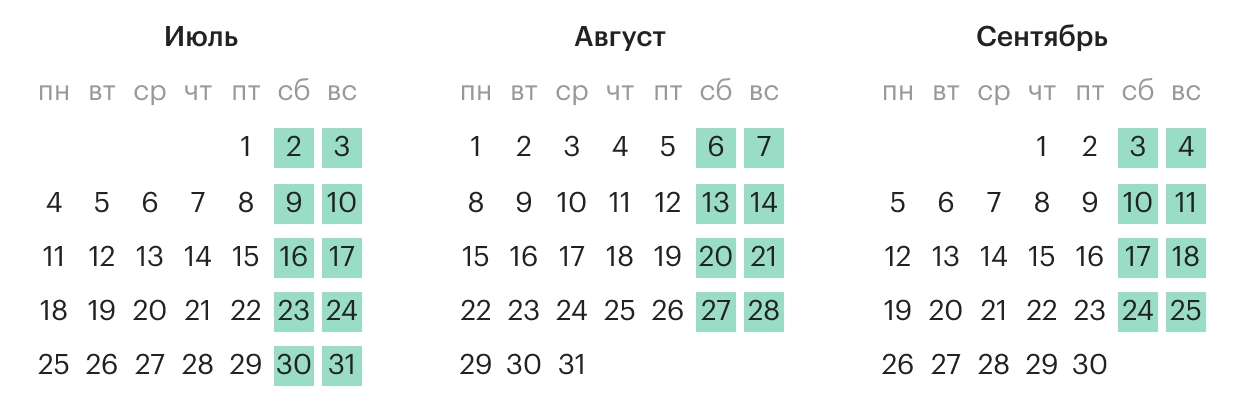 Июль Август Сентябрь
пн вт ср чт пт сб вс пн вт ср чт пт сб вс пн вт ср чт пт сб вс
1 2 3 1 2 3 4 5 6 7 1 2 3 4
4 5 6 7 8 9 10 8 9 10 11 12 13 14 5 6 7 8 9 10 11
11 12 13 14 15 16 17 15 16 17 18 19 20 21 12 13 14 15 16 17 18
18 19 20 21 22 23 24 22 23 24 25 26 27 28 19 20 21 22 23 24 25
25 26 27 28 29 30 31 29 30 31 26 27 28 29 30